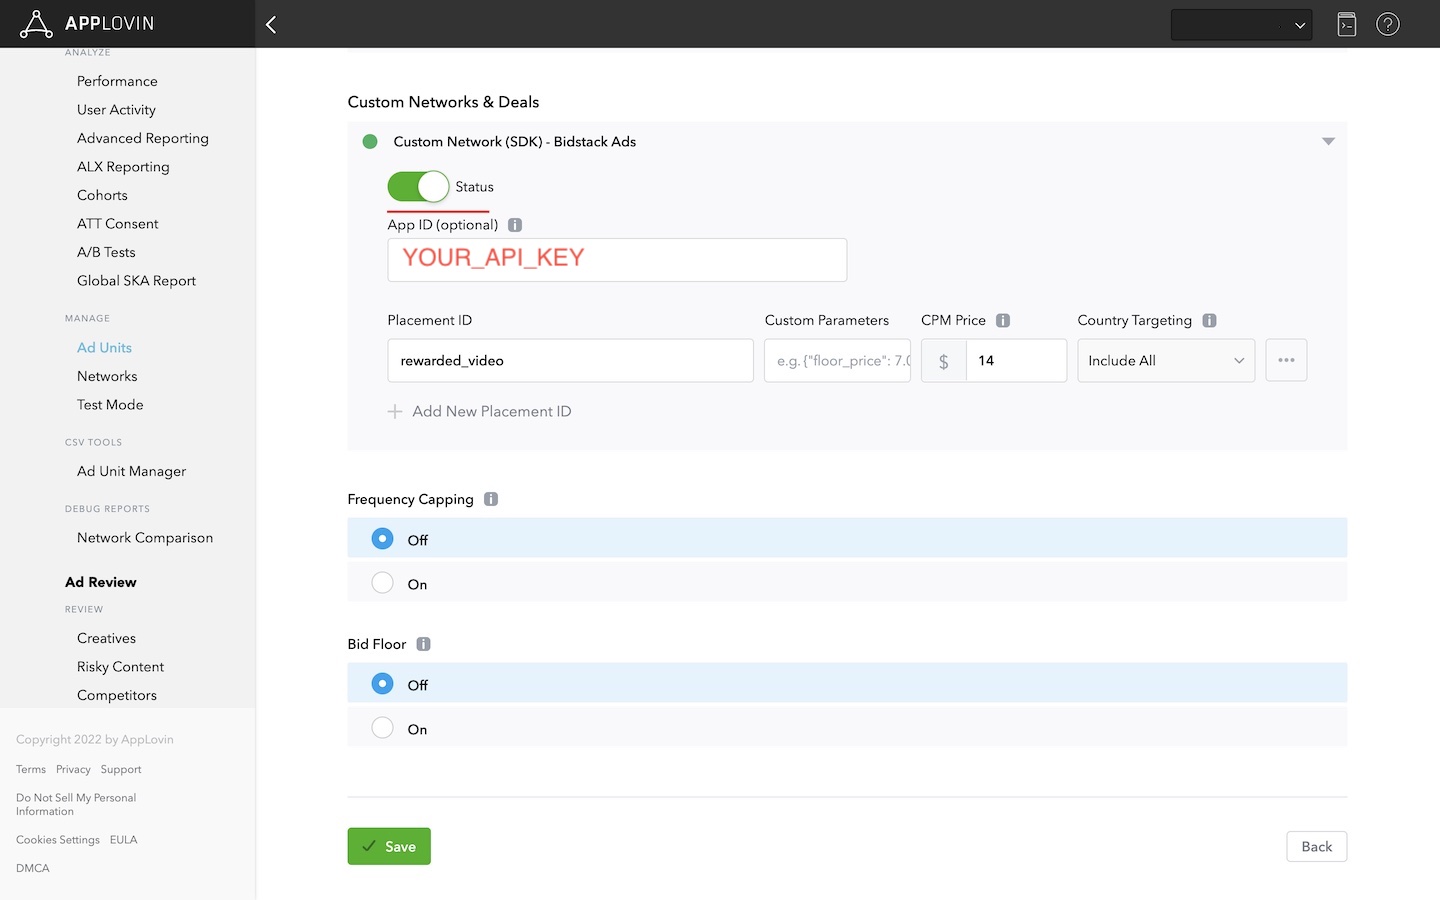 APPLOVIN
ANALYZE
Performance
User Activity
Advanced Reporting
ALX Reporting
Cohorts
ATT Consent
A/B Tests
Global SKA Report
MANAGE
Ad Units
Networks
Test Mode
CSV TOOLS
Ad Unit Manager
DEBUG REPORTS
Network Comparison
Ad Review
REVIEW
Creatives
Risky Content
Competitors
Copyright 2022 by AppLovin
Terms Privacy Support
Do Not Sell My Personal
Information
Cookies Settings EULA
DMCA
Custom Networks & Deals
Custom Network (SDK) - Bidstack Ads
Status
App ID (optional) i
YOUR_API_KEY
Placement ID Custom Parameters CPM Price i Country Targeting i
rewarded_video e.g. {"floor_price": 7.0 $ 14 Include All ...
+ Add New Placement ID
Frequency Capping i
Off
On
Bid Floor i
Off
On
Save Back